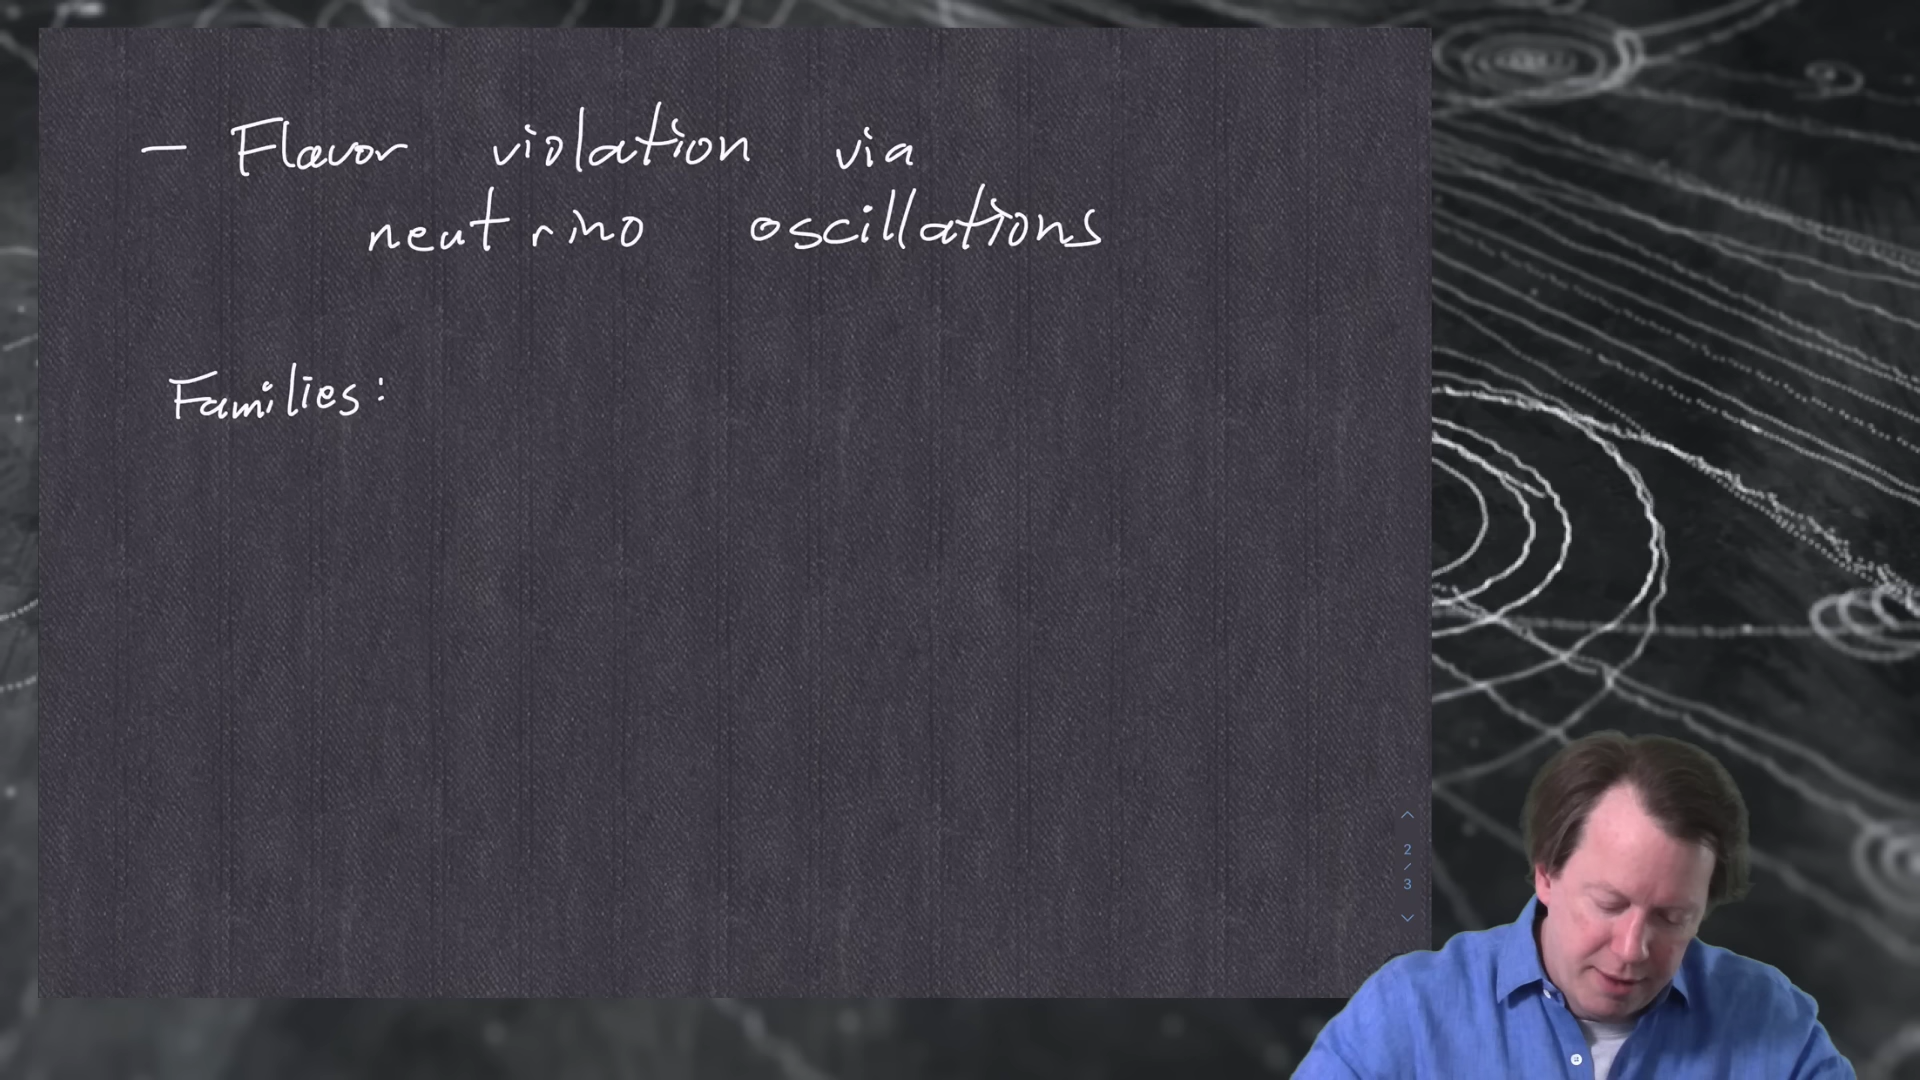 - Flavor violation via
neutrino oscillations
Families:
2
/
3